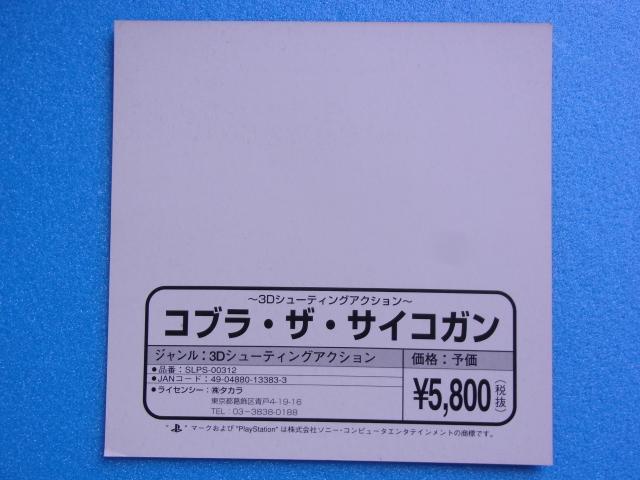 ～3Dシューティングアクション～
コブラ・ザ・サイコガン
ジャンル：3Dシューティングアクション
価格：予価
●品番：SLPS-00312
●JANコード：49-04880-13383-3
●ライセンシー：㈱タカラ
東京都葛飾区青戸4-19-16
TEL：03-3838-0188
¥5,800（税抜）
" " マークおよび "PlayStation" は株式会社ソニー・コンピュータエンタテインメントの商標です。